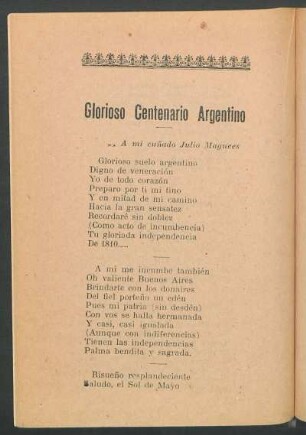 Glorioso Centenario Argentino
... A mi cuñado Julio Magnees
Glorioso suelo argentino
Digno de veneración
Yo de todo corazón
Preparo por ti mi tino
Y en mitad de mi camino
Hacia la gran sensatez
Recordaré sin doblez
(Como acto de incumbencia)
Tu gloriada independencia
De 1810....
A mi me incumbe también
Oh valiente Buenos Aires
Brindarte con los donaires
Del fiel porteño un edén
Pues mi patria (sin desdén)
Con vos se halla hermanada
Y casi, casi igualada
(Aunque con indiferencias)
Tienen las independencias
Palma bendita y sagrada.
Risueño resplandeciente
Saludo, el Sol de Mayo